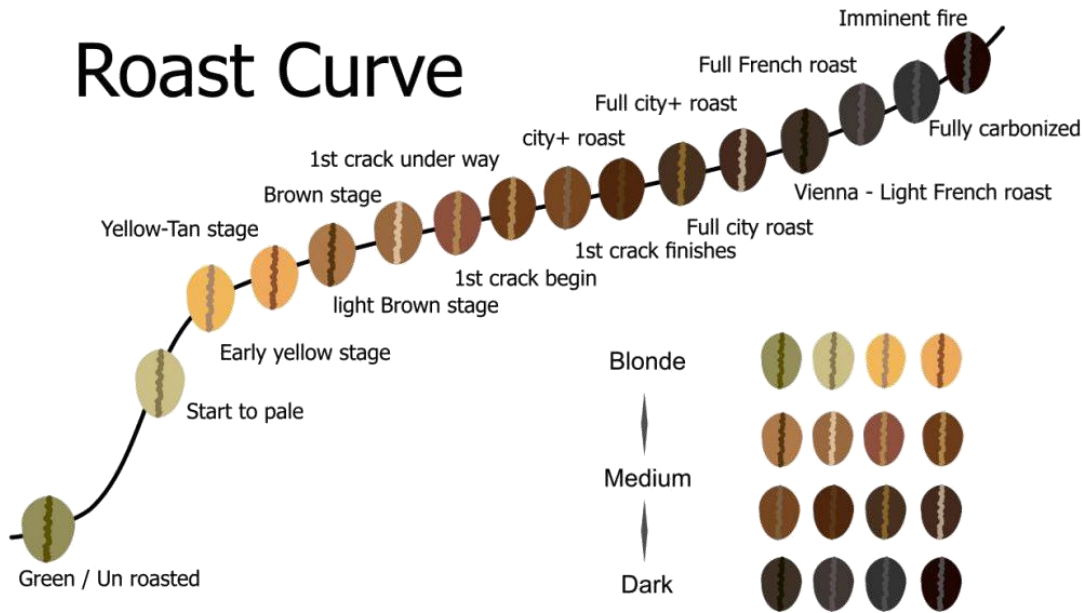 Roast Curve
Imminent fire
Full French roast
Full city+ roast
Fully carbonized
city+ roast
1st crack under way
Brown stage
Vienna - Light French roast
Yellow-Tan stage
Full city roast
1st crack finishes
1st crack begin
light Brown stage
Early yellow stage
Start to pale
Green / Un roasted
Blonde
Medium
Dark